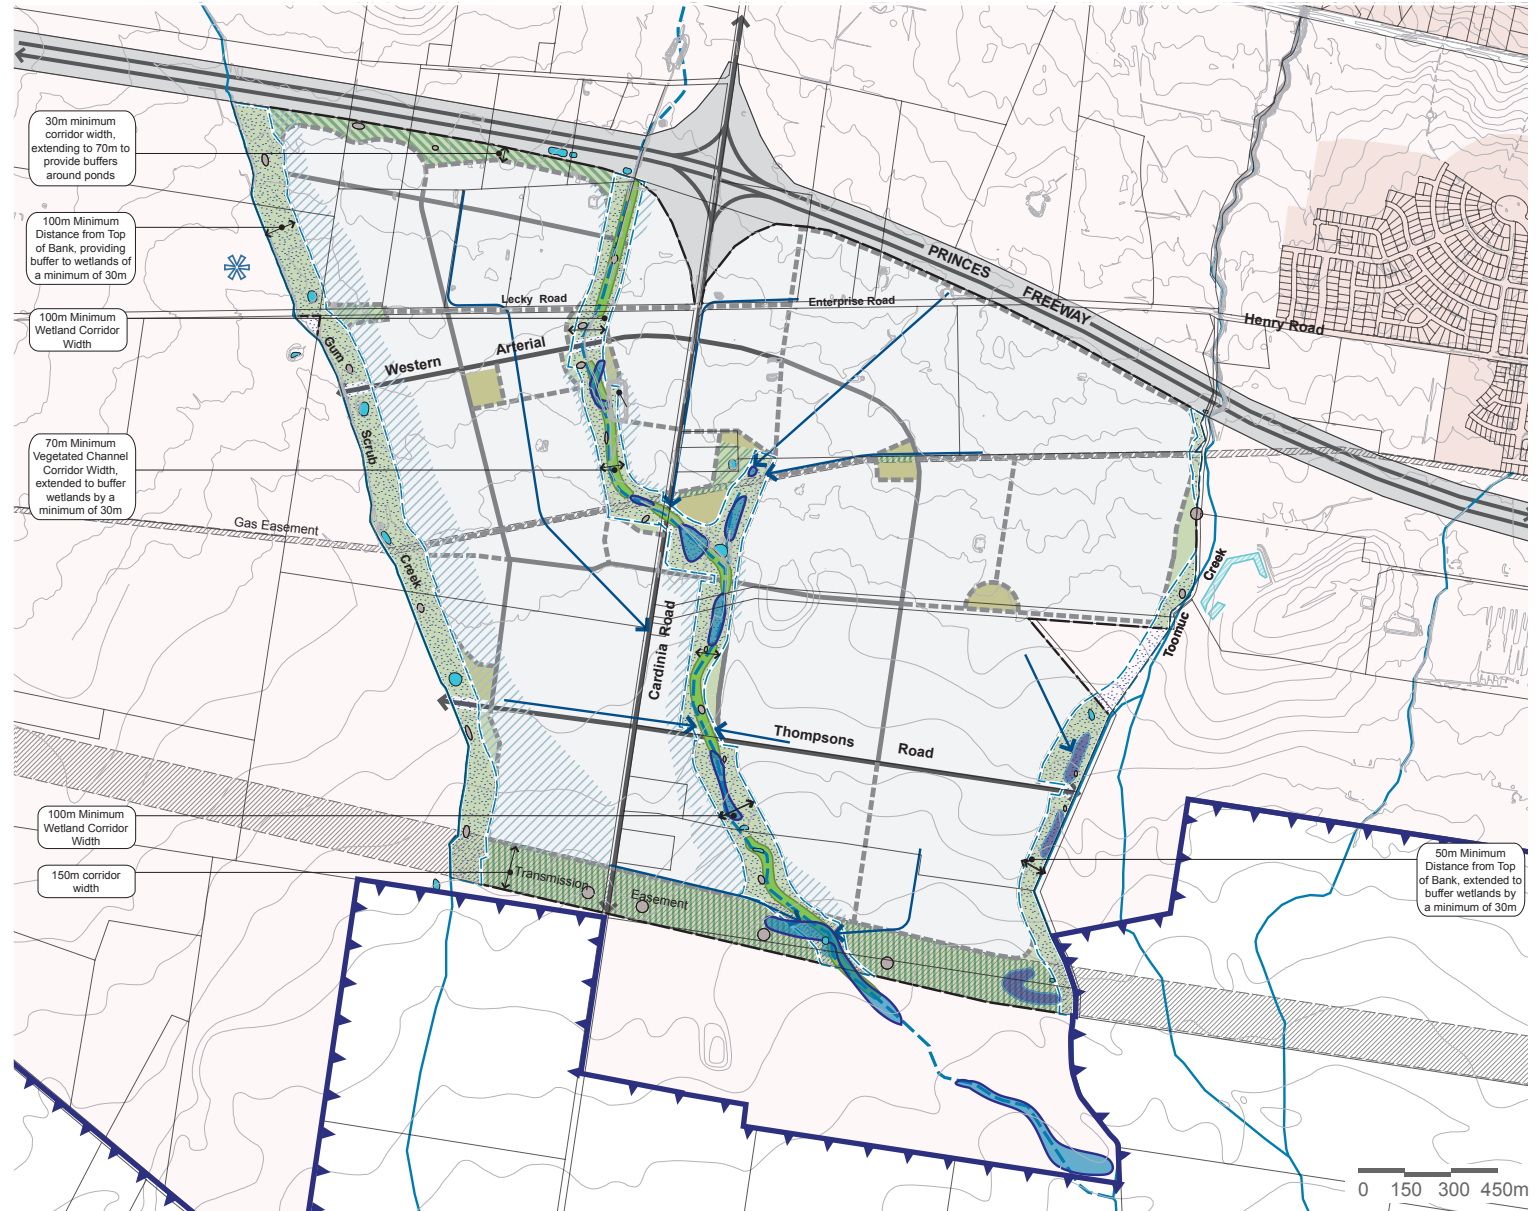 30m minimum
corridor width,
extending to 70m to
provide buffers
around ponds
100m Minimum
Distance from Top
of Bank, providing
buffer to wetlands of
a minimum of 30m
100m Minimum
Wetland Corridor
Width
70m Minimum
Vegetated Channel
Corridor Width,
extended to buffer
wetlands by a
minimum of 30m
100m Minimum
Wetland Corridor
Width
150m corridor
width
50m Minimum
Distance from Top
of Bank, extended to
buffer wetlands by
a minimum of 30m
PRINCES
FREEWAY
Henry Road
Lecky Road
Enterprise Road
Western
Arterial
Gum
Scrub
Creek
Gas Easement
Cardinia Road
Thompsons
Road
Toomuc
Creek
Transmission
Easement
0 150 300 450m